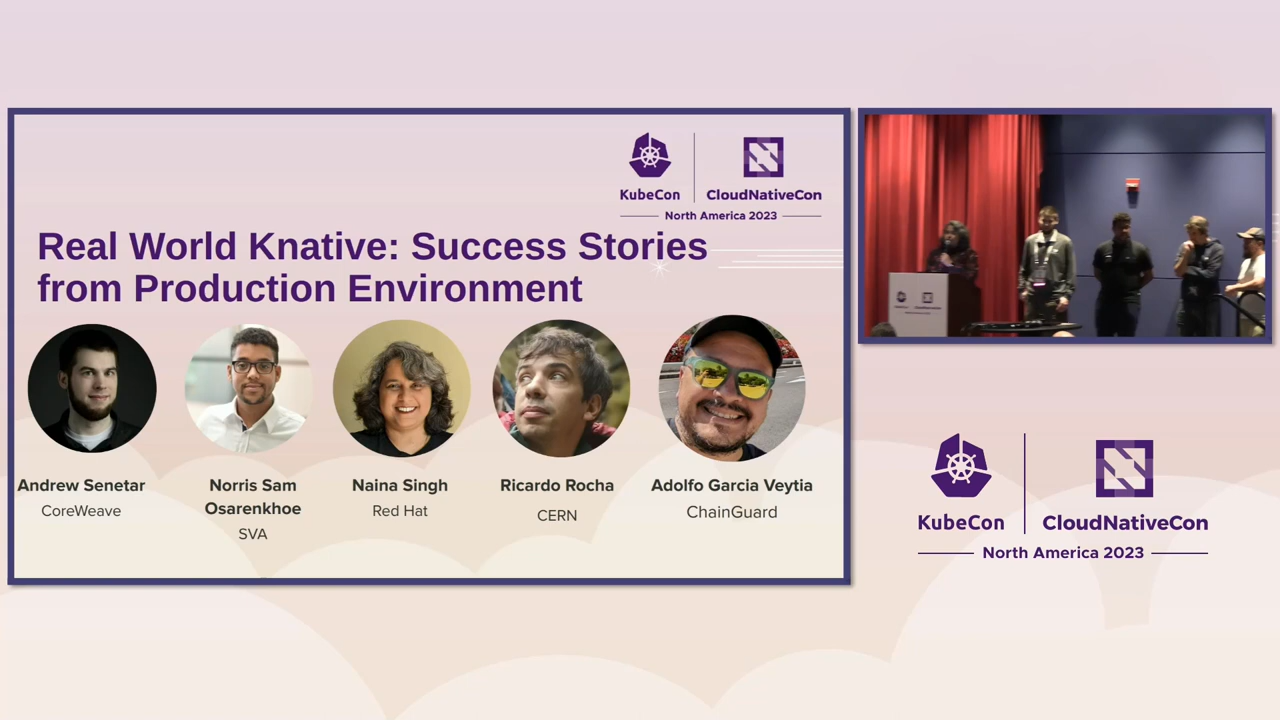 KubeCon
CloudNativeCon
North America 2023
Real World Knative: Success Stories
from Production Environment
Andrew Senetar
CoreWeave
Norris Sam
Osarenkhoe
SVA
Naina Singh
Red Hat
Ricardo Rocha
CERN
Adolfo Garcia Veytia
ChainGuard
KubeCon
CloudNativeCon
North America 2023